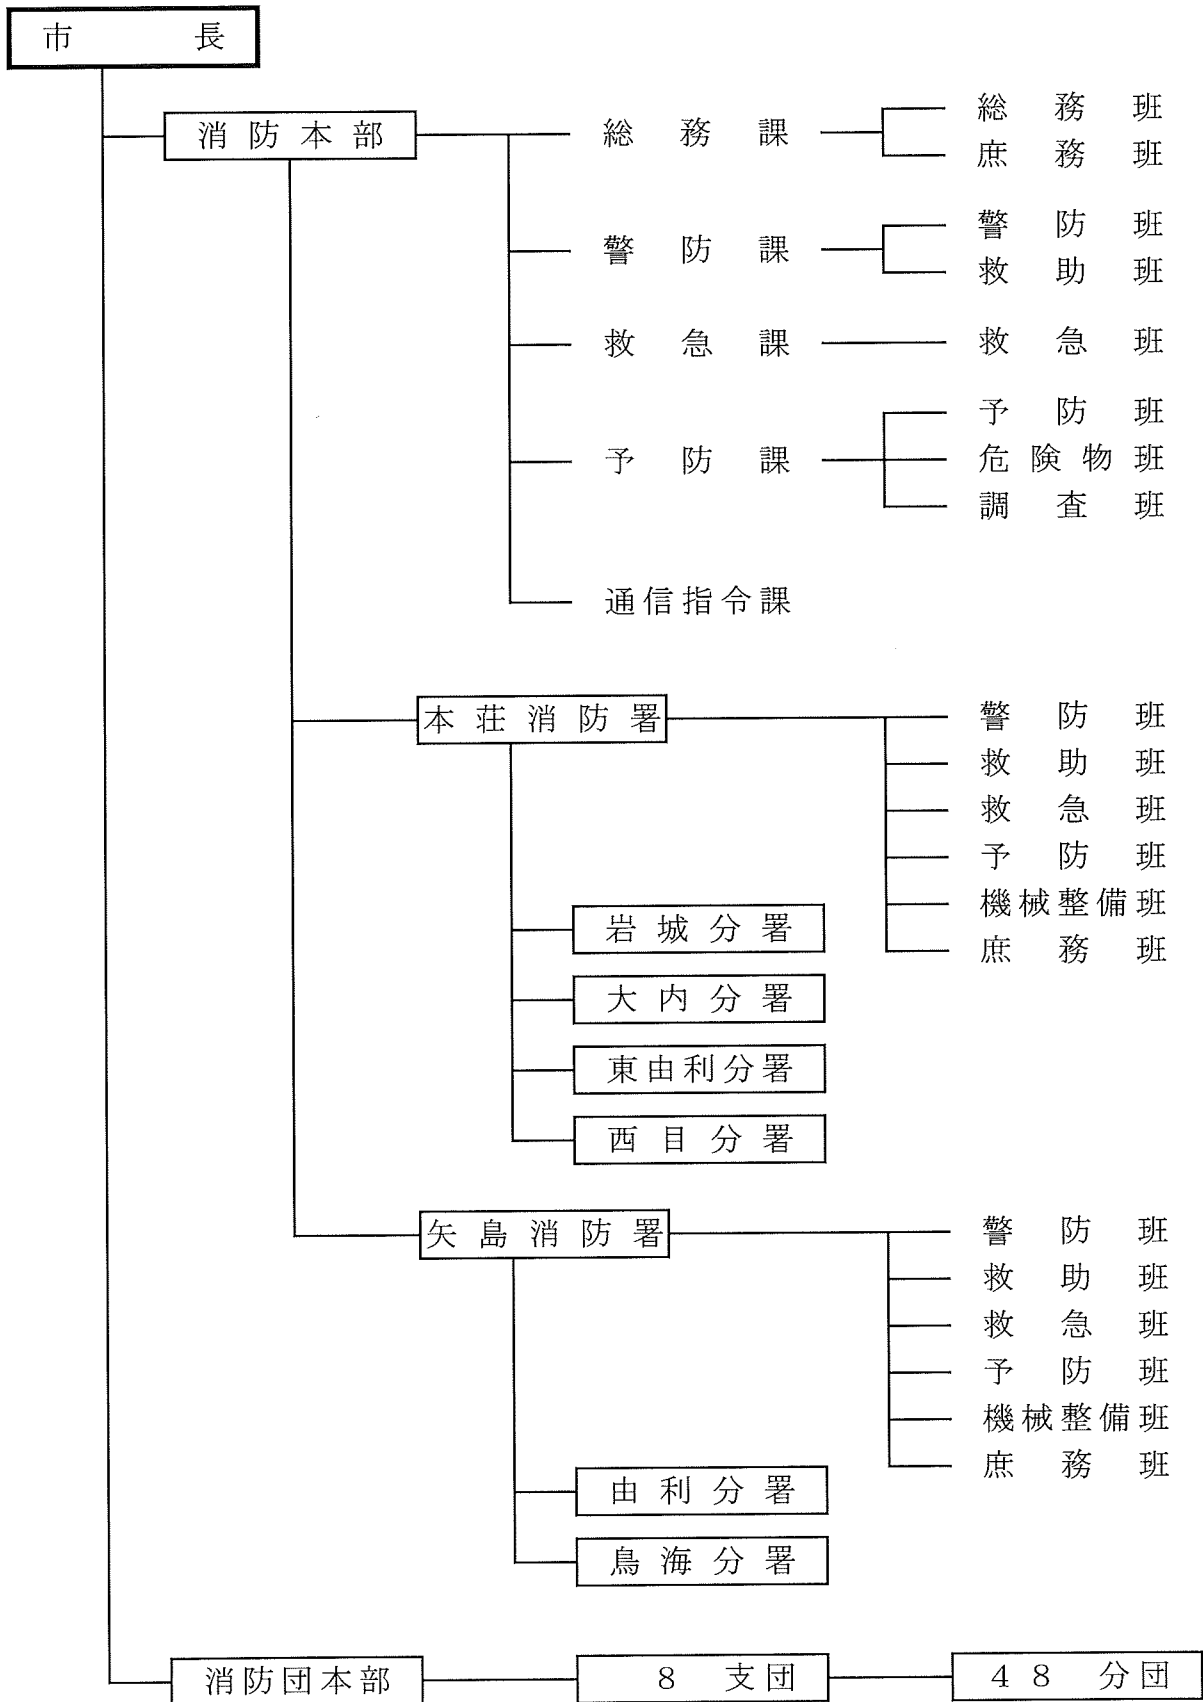 市長
消防本部
総務課
総務班
庶務班
警防課
警防班
救助班
救急課
救急班
予防課
予防班
危険物班
調査班
通信指令課
本荘消防署
警防班
救助班
救急班
予防班
機械整備班
庶務班
岩城分署
大内分署
東由利分署
西目分署
矢島消防署
警防班
救助班
救急班
予防班
機械整備班
庶務班
由利分署
鳥海分署
消防団本部
8 支団
48 分団